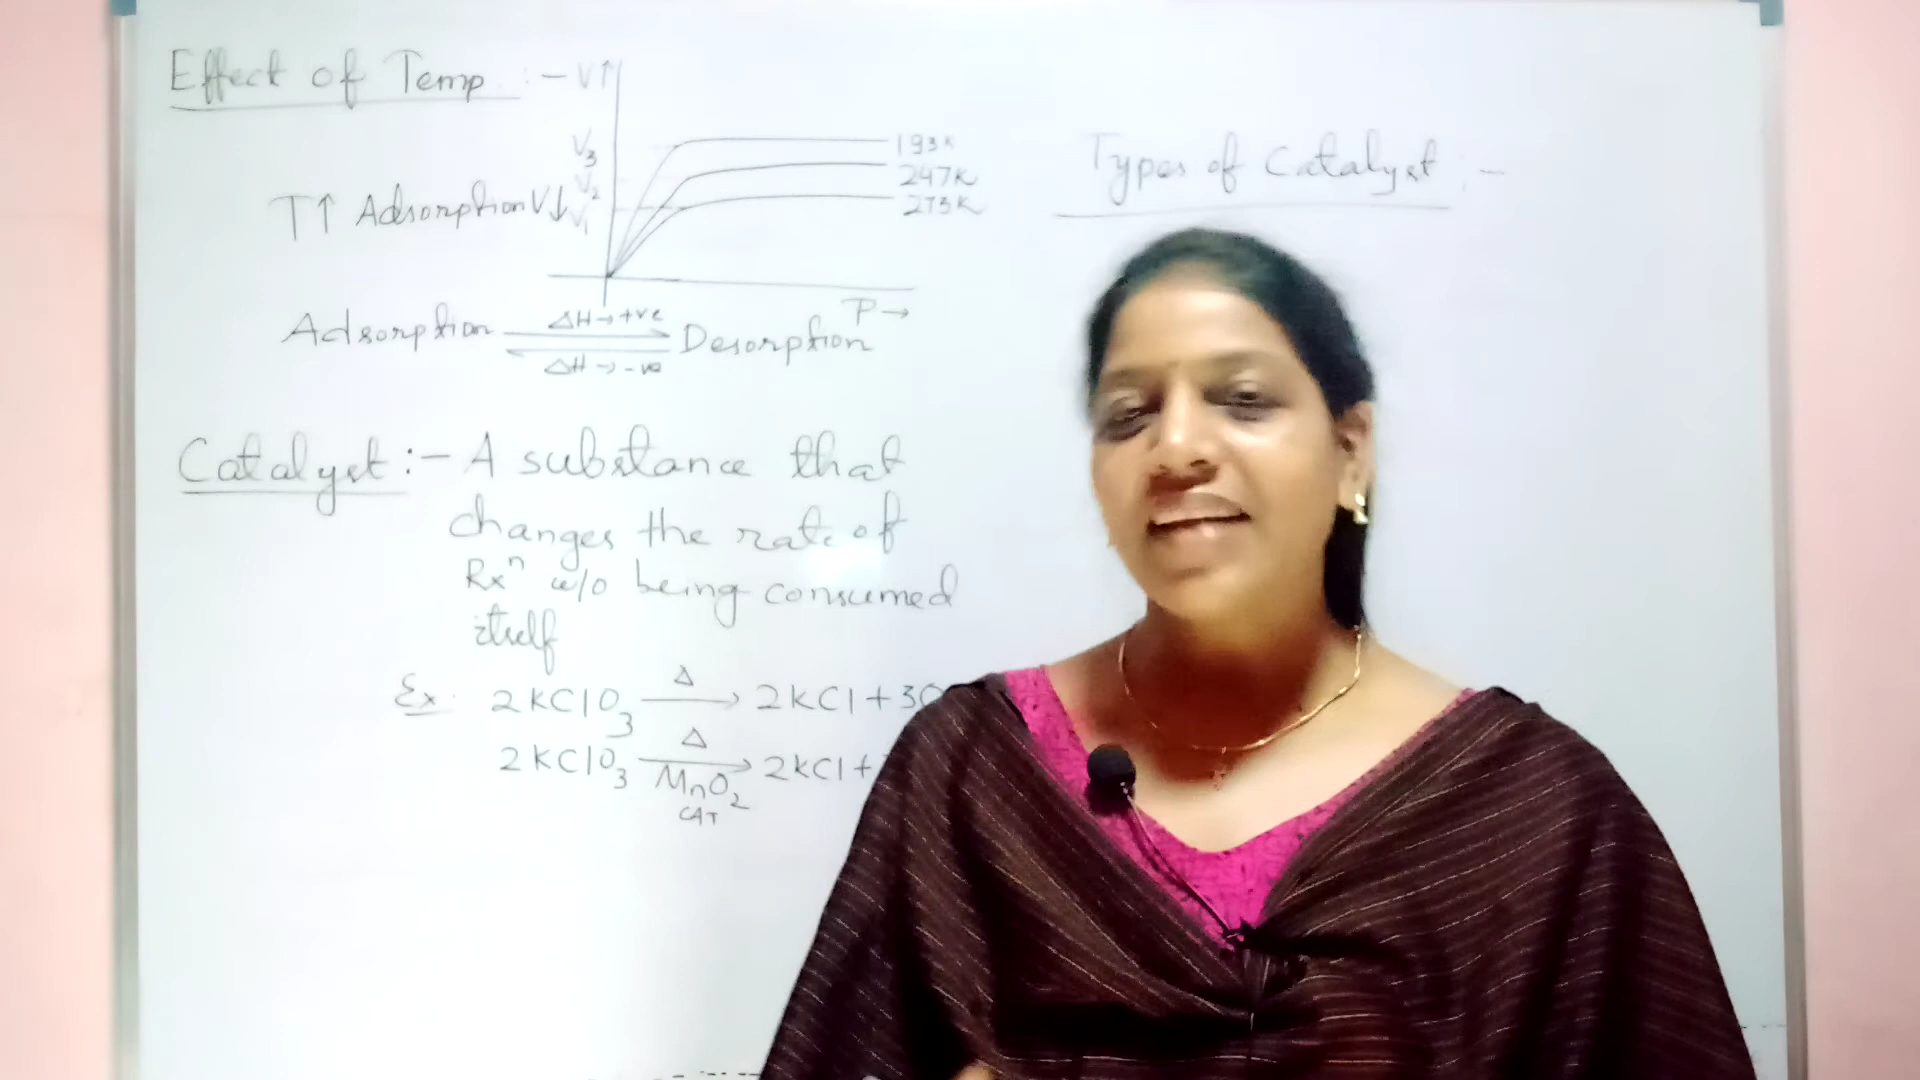 Effect of Temp :- V↑
V₃
V₂
V₁
193K
247K
273K
T↑ Adsorption V↓
P→
Adsorption ⇌ Desorption
ΔH→+ve
ΔH→-ve
Catalyst :- A substance that
changes the rate of
Rxⁿ w/o being consumed
itself
Ex. 2KClO₃ —Δ→ 2KCl + 3O
2KClO₃ —Δ→ 2KCl +
MnO₂
CAT
Types of Catalyst :-